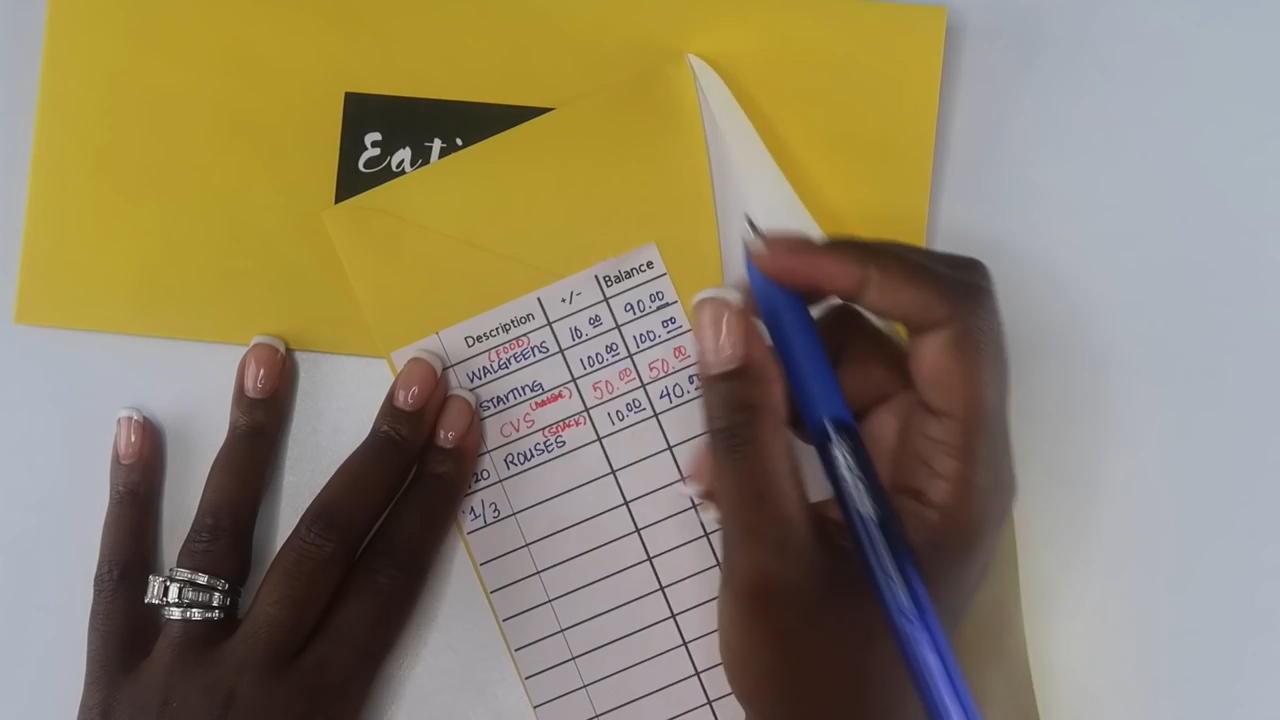 Eati
Description +/- Balance
(FOOD)
WALGREENS 10.00 90.00
STARTING 100.00 100.00
CVS 50.00 50.00
(SNACK)
20 ROUSES 10.00 40.
1/3